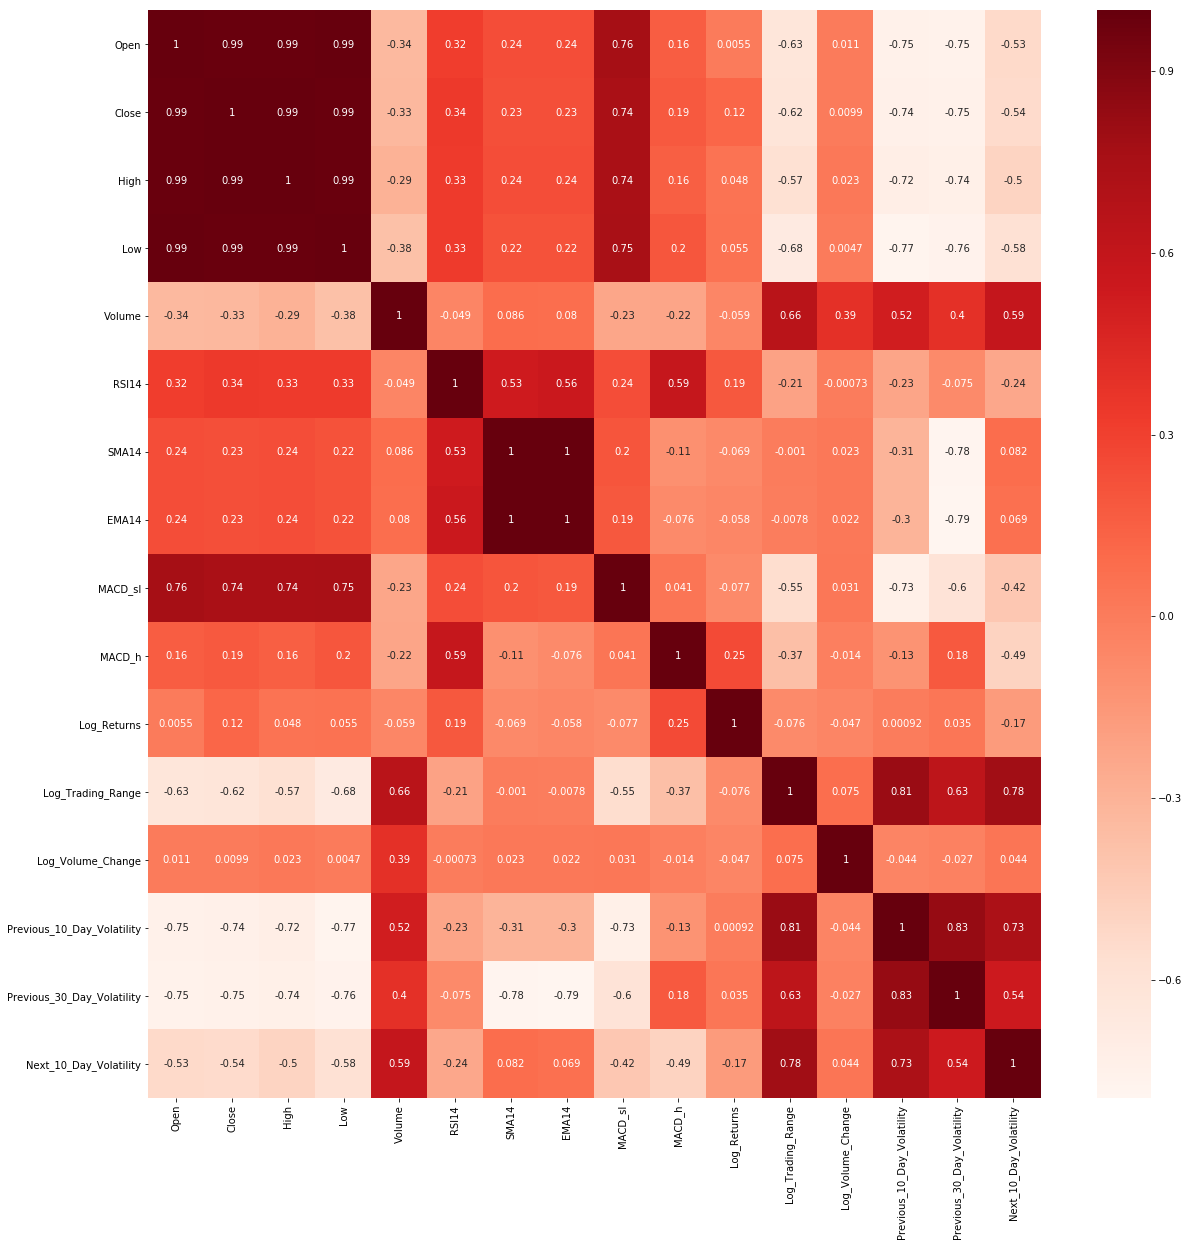 Open 1 0.99 0.99 0.99 -0.34 0.32 0.24 0.24 0.76 0.16 0.0055 -0.63 0.011 -0.75 -0.75 -0.53
0.9
Close 0.99 1 0.99 0.99 -0.33 0.34 0.23 0.23 0.74 0.19 0.12 -0.62 0.0099 -0.74 -0.75 -0.54
High 0.99 0.99 1 0.99 -0.29 0.33 0.24 0.24 0.74 0.16 0.048 -0.57 0.023 -0.72 -0.74 -0.5
Low 0.99 0.99 0.99 1 -0.38 0.33 0.22 0.22 0.75 0.2 0.055 -0.68 0.0047 -0.77 -0.76 -0.58
0.6
Volume -0.34 -0.33 -0.29 -0.38 1 -0.049 0.086 0.08 -0.23 -0.22 -0.059 0.66 0.39 0.52 0.4 0.59
RSI14 0.32 0.34 0.33 0.33 -0.049 1 0.53 0.56 0.24 0.59 0.19 -0.21 -0.00073 -0.23 -0.075 -0.24
0.3
SMA14 0.24 0.23 0.24 0.22 0.086 0.53 1 1 0.2 -0.11 -0.069 -0.001 0.023 -0.31 -0.78 0.082
EMA14 0.24 0.23 0.24 0.22 0.08 0.56 1 1 0.19 -0.076 -0.058 -0.0078 0.022 -0.3 -0.79 0.069
MACD_sl 0.76 0.74 0.74 0.75 -0.23 0.24 0.2 0.19 1 0.041 -0.077 -0.55 0.031 -0.73 -0.6 -0.42
0.0
MACD_h 0.16 0.19 0.16 0.2 -0.22 0.59 -0.11 -0.076 0.041 1 0.25 -0.37 -0.014 -0.13 0.18 -0.49
Log_Returns 0.0055 0.12 0.048 0.055 -0.059 0.19 -0.069 -0.058 -0.077 0.25 1 -0.076 -0.047 0.00092 0.035 -0.17
Log_Trading_Range -0.63 -0.62 -0.57 -0.68 0.66 -0.21 -0.001 -0.0078 -0.55 -0.37 -0.076 1 0.075 0.81 0.63 0.78
−0.3
Log_Volume_Change 0.011 0.0099 0.023 0.0047 0.39 -0.00073 0.023 0.022 0.031 -0.014 -0.047 0.075 1 -0.044 -0.027 0.044
Previous_10_Day_Volatility -0.75 -0.74 -0.72 -0.77 0.52 -0.23 -0.31 -0.3 -0.73 -0.13 0.00092 0.81 -0.044 1 0.83 0.73
−0.6
Previous_30_Day_Volatility -0.75 -0.75 -0.74 -0.76 0.4 -0.075 -0.78 -0.79 -0.6 0.18 0.035 0.63 -0.027 0.83 1 0.54
Next_10_Day_Volatility -0.53 -0.54 -0.5 -0.58 0.59 -0.24 0.082 0.069 -0.42 -0.49 -0.17 0.78 0.044 0.73 0.54 1
Open
Close
High
Low
Volume
RSI14
SMA14
EMA14
MACD_sl
MACD_h
Log_Returns
Log_Trading_Range
Log_Volume_Change
Previous_10_Day_Volatility
Previous_30_Day_Volatility
Next_10_Day_Volatility